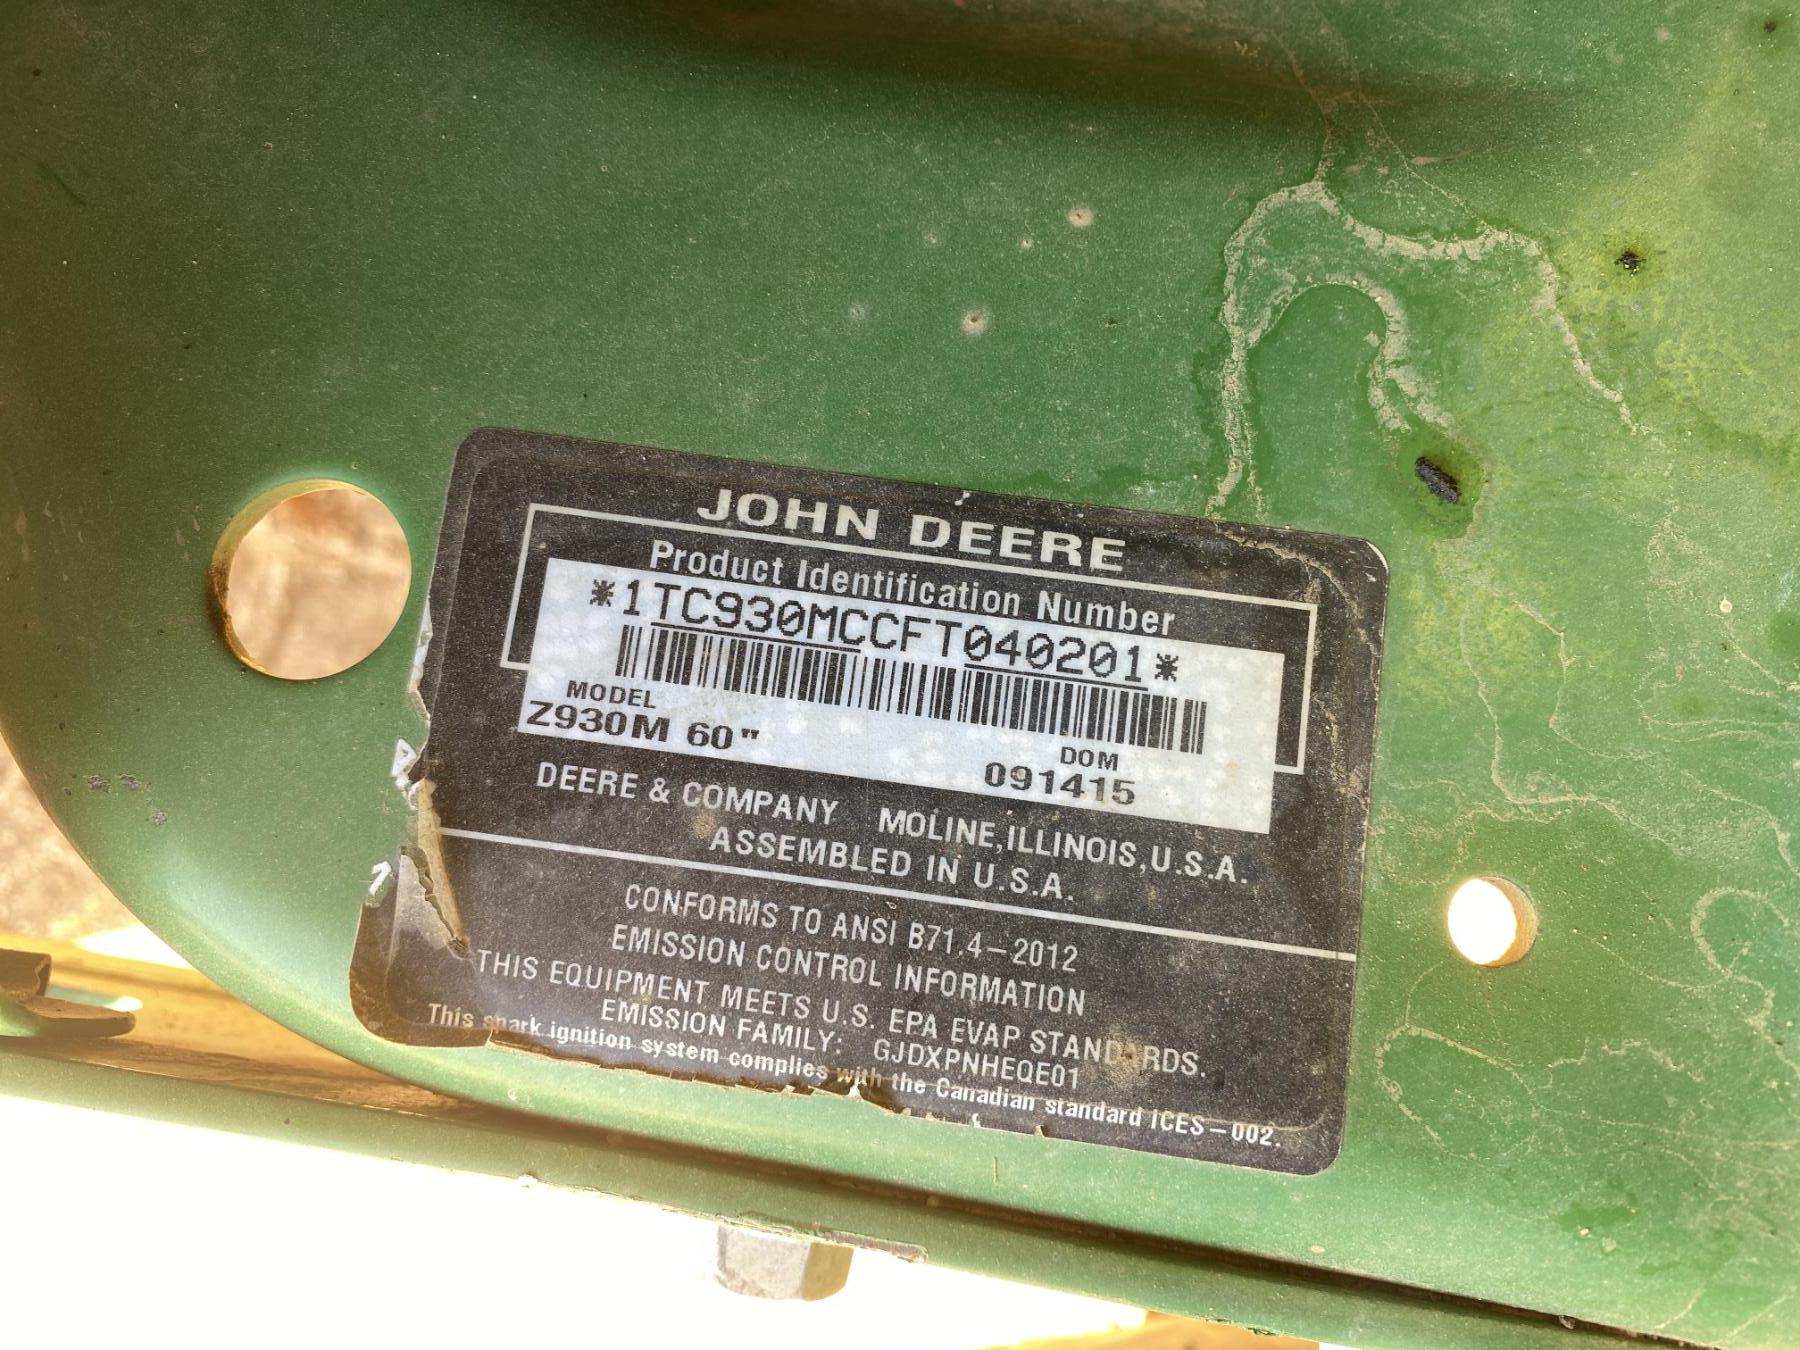 JOHN DEERE
Product Identification Number
*1TC930MCCFT040201*
MODEL
Z930M 60"
DOM
091415
DEERE & COMPANY MOLINE, ILLINOIS, U.S.A.
ASSEMBLED IN U.S.A.
CONFORMS TO ANSI B71.4-2012
EMISSION CONTROL INFORMATION
THIS EQUIPMENT MEETS U.S. EPA EVAP STANDARDS.
EMISSION FAMILY: GJDXPNHEQE01
This spark ignition system complies with the Canadian standard ICES-002.